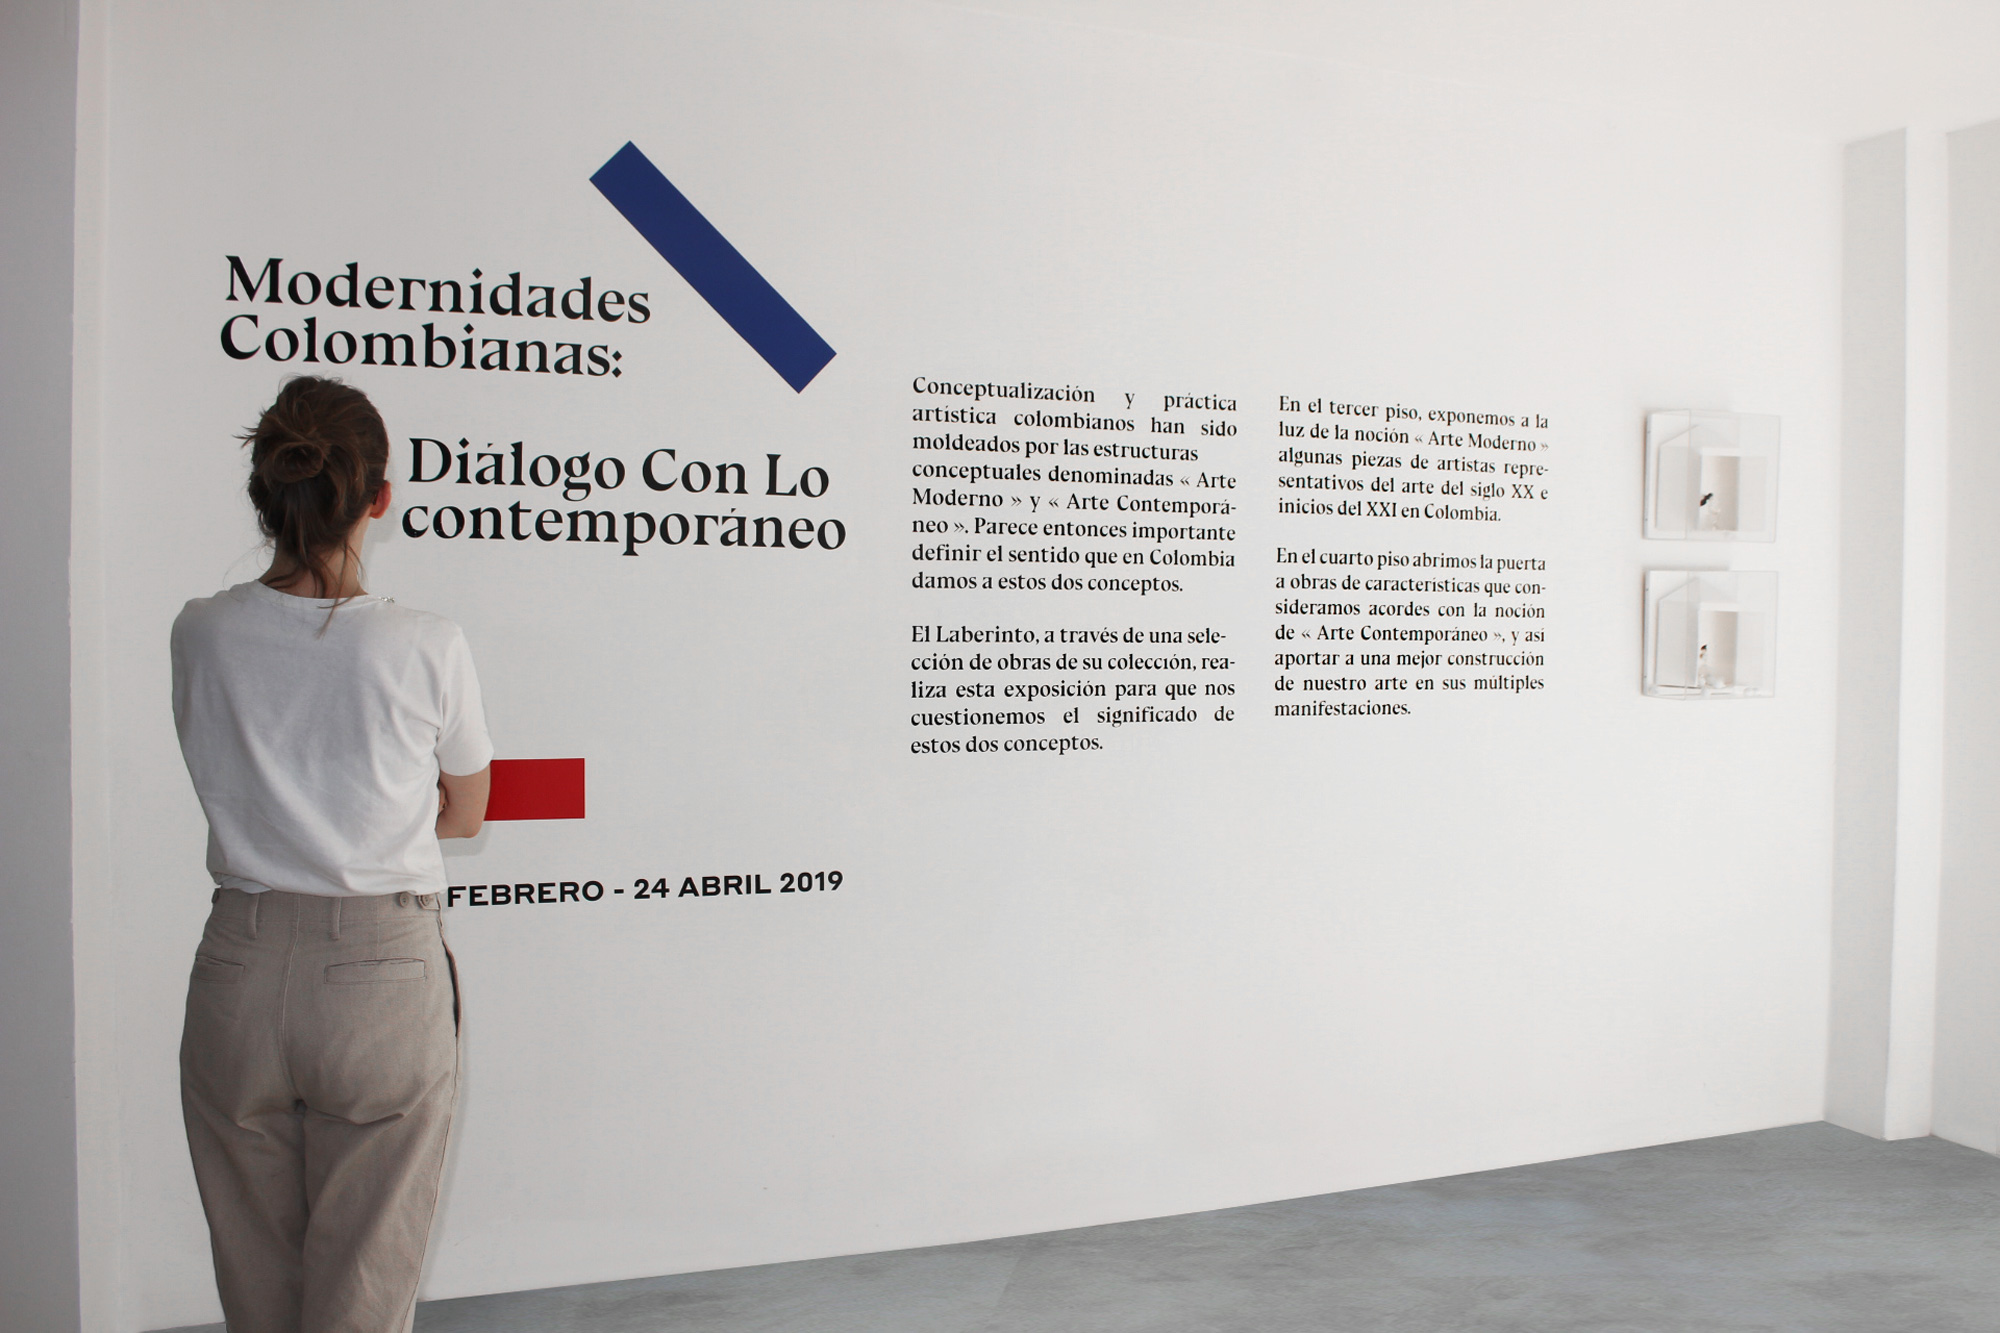 Modernidades
Colombianas:
Diálogo Con Lo
contemporáneo
FEBRERO - 24 ABRIL 2019
Conceptualización y práctica
artística colombianos han sido
moldeados por las estructuras
conceptuales denominadas « Arte
Moderno » y « Arte Contemporá-
neo ». Parece entonces importante
definir el sentido que en Colombia
damos a estos dos conceptos.
El Laberinto, a través de una sele-
cción de obras de su colección, rea-
liza esta exposición para que nos
cuestionemos el significado de
estos dos conceptos.
En el tercer piso, exponemos a la
luz de la noción « Arte Moderno »
algunas piezas de artistas repre-
sentativos del arte del siglo XX e
inicios del XXI en Colombia.
En el cuarto piso abrimos la puerta
a obras de características que con-
sideramos acordes con la noción
de « Arte Contemporáneo », y así
aportar a una mejor construcción
de nuestro arte en sus múltiples
manifestaciones.